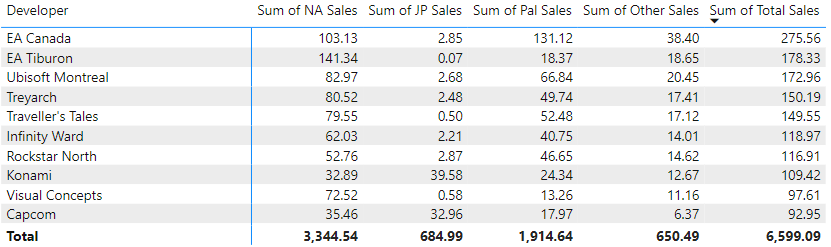 Developer Sum of NA Sales Sum of JP Sales Sum of Pal Sales Sum of Other Sales Sum of Total Sales
EA Canada 103.13 2.85 131.12 38.40 275.56
EA Tiburon 141.34 0.07 18.37 18.65 178.33
Ubisoft Montreal 82.97 2.68 66.84 20.45 172.96
Treyarch 80.52 2.48 49.74 17.41 150.19
Traveller's Tales 79.55 0.50 52.48 17.12 149.55
Infinity Ward 62.03 2.21 40.75 14.01 118.97
Rockstar North 52.76 2.87 46.65 14.62 116.91
Konami 32.89 39.58 24.34 12.67 109.42
Visual Concepts 72.52 0.58 13.26 11.16 97.61
Capcom 35.46 32.96 17.97 6.37 92.95
Total 3,344.54 684.99 1,914.64 650.49 6,599.09